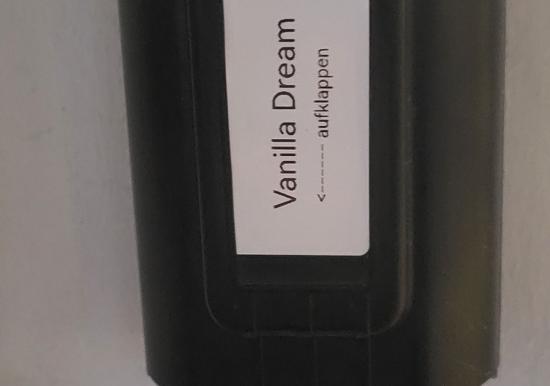 Vanilla Dream
<------ aufklappen